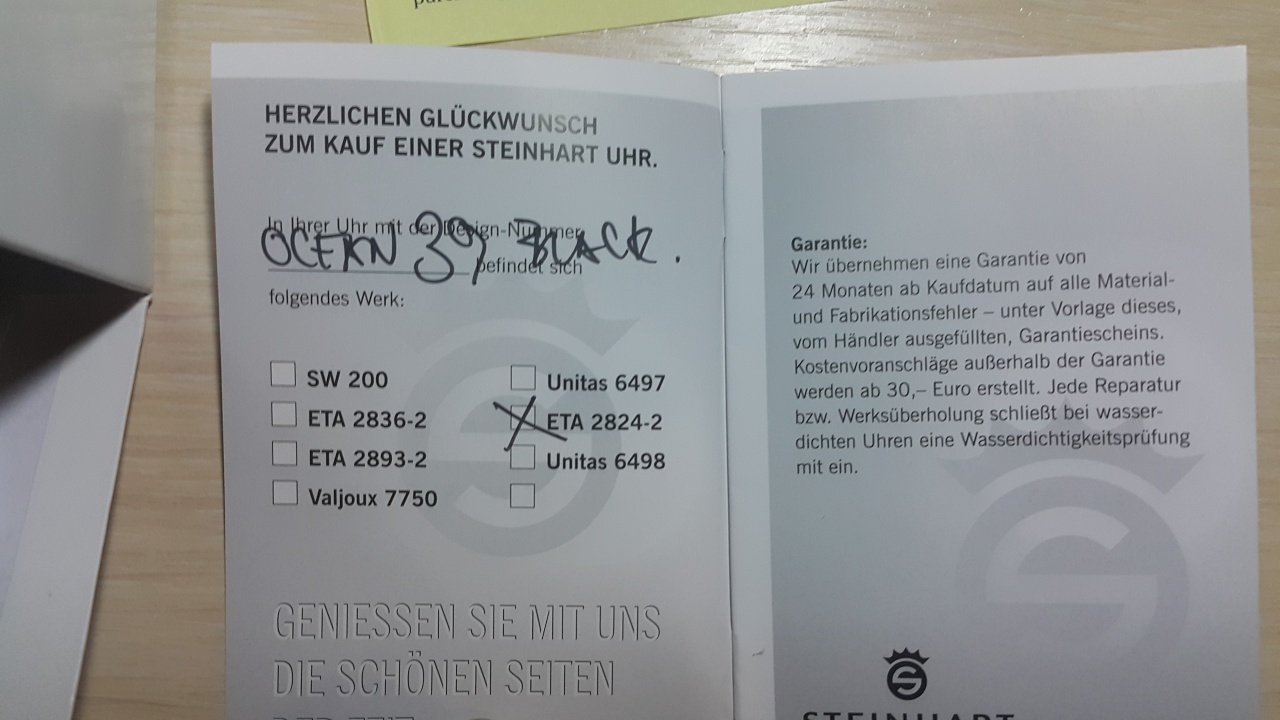 HERZLICHEN GLÜCKWUNSCH
ZUM KAUF EINER STEINHART UHR.
In Ihrer Uhr mit der Design-Nummer
OCEAN 39, BLACK.
befindet sich
folgendes Werk:
SW 200
ETA 2836-2
ETA 2893-2
Valjoux 7750
Unitas 6497
ETA 2824-2
Unitas 6498
GENIESSEN SIE MIT UNS
DIE SCHÖNEN SEITEN
DER ZEIT
Garantie:
Wir übernehmen eine Garantie von
24 Monaten ab Kaufdatum auf alle Material-
und Fabrikationsfehler – unter Vorlage dieses,
vom Händler ausgefüllten, Garantiescheins.
Kostenvoranschläge außerhalb der Garantie
werden ab 30,– Euro erstellt. Jede Reparatur
bzw. Werksüberholung schließt bei wasser-
dichten Uhren eine Wasserdichtigkeitsprüfung
mit ein.
STEINHART